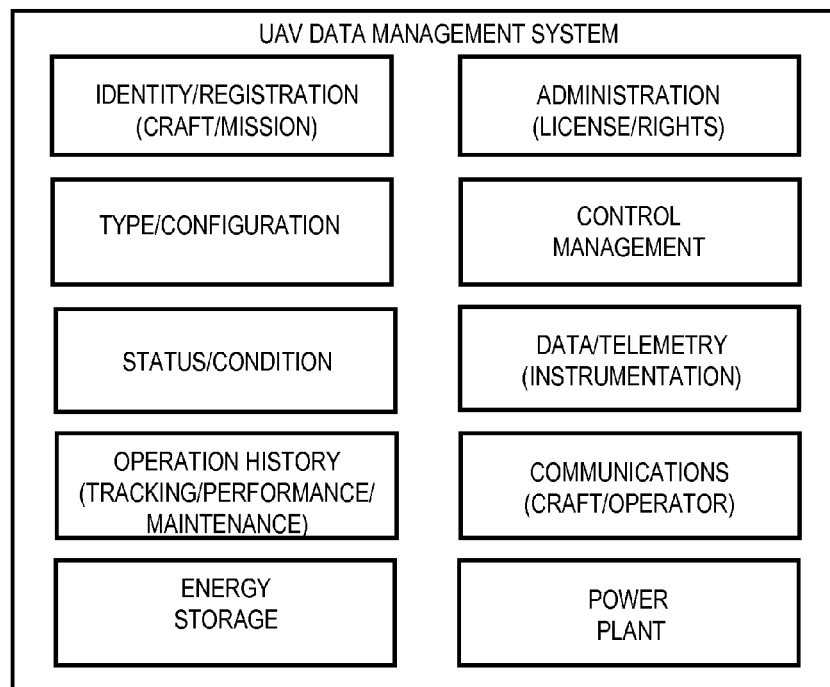 UAV DATA MANAGEMENT SYSTEM
IDENTITY/REGISTRATION
(CRAFT/MISSION)
ADMINISTRATION
(LICENSE/RIGHTS)
TYPE/CONFIGURATION
CONTROL
MANAGEMENT
STATUS/CONDITION
DATA/TELEMETRY
(INSTRUMENTATION)
OPERATION HISTORY
(TRACKING/PERFORMANCE/
MAINTENANCE)
COMMUNICATIONS
(CRAFT/OPERATOR)
ENERGY
STORAGE
POWER
PLANT